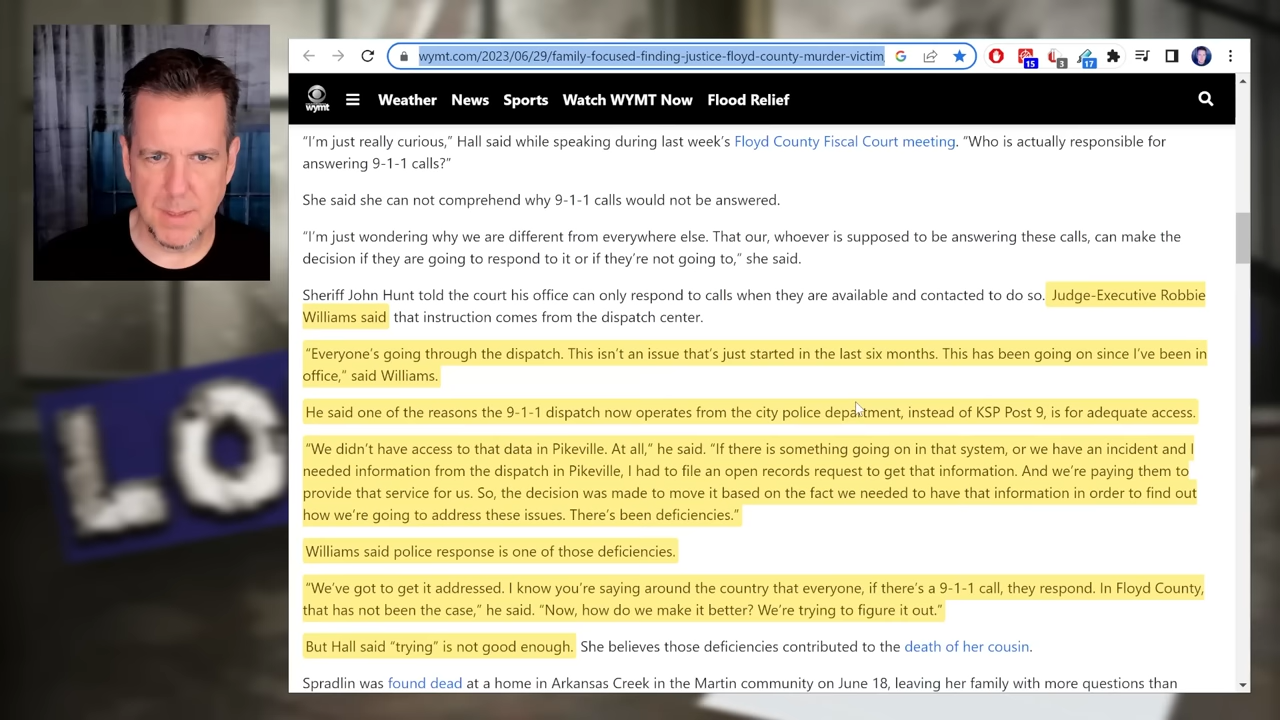 wymt.com/2023/06/29/family-focused-finding-justice-floyd-county-murder-victim
15
3
17
wymt
Weather
News
Sports
Watch WYMT Now
Flood Relief
“I’m just really curious,” Hall said while speaking during last week’s Floyd County Fiscal Court meeting. “Who is actually responsible for
answering 9-1-1 calls?”
She said she can not comprehend why 9-1-1 calls would not be answered.
“I’m just wondering why we are different from everywhere else. That our, whoever is supposed to be answering these calls, can make the
decision if they are going to respond to it or if they’re not going to,” she said.
Sheriff John Hunt told the court his office can only respond to calls when they are available and contacted to do so. Judge-Executive Robbie
Williams said that instruction comes from the dispatch center.
“Everyone’s going through the dispatch. This isn’t an issue that’s just started in the last six months. This has been going on since I’ve been in
office,” said Williams.
He said one of the reasons the 9-1-1 dispatch now operates from the city police department, instead of KSP Post 9, is for adequate access.
“We didn’t have access to that data in Pikeville. At all,” he said. “If there is something going on in that system, or we have an incident and I
needed information from the dispatch in Pikeville, I had to file an open records request to get that information. And we’re paying them to
provide that service for us. So, the decision was made to move it based on the fact we needed to have that information in order to find out
how we’re going to address these issues. There’s been deficiencies.”
Williams said police response is one of those deficiencies.
“We’ve got to get it addressed. I know you’re saying around the country that everyone, if there’s a 9-1-1 call, they respond. In Floyd County,
that has not been the case,” he said. “Now, how do we make it better? We’re trying to figure it out.”
But Hall said “trying” is not good enough. She believes those deficiencies contributed to the death of her cousin.
Spradlin was found dead at a home in Arkansas Creek in the Martin community on June 18, leaving her family with more questions than
LO